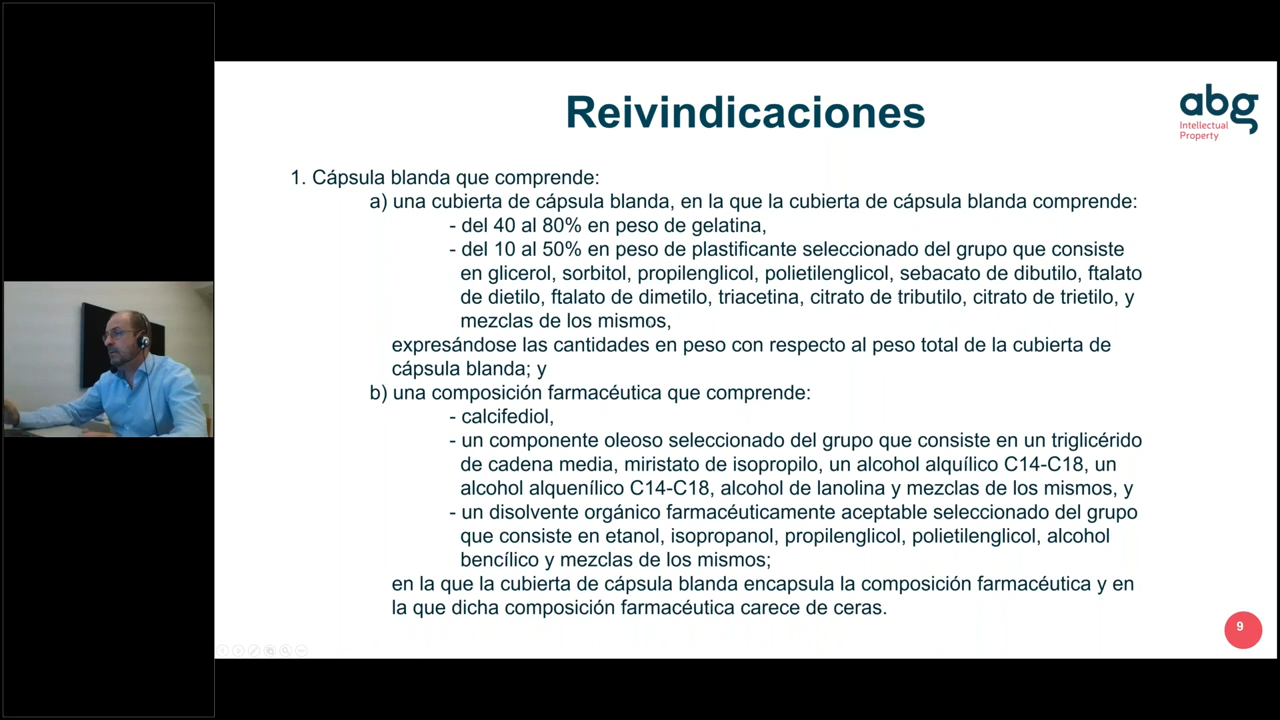 Reivindicaciones
abg
Intellectual
Property
1. Cápsula blanda que comprende:
a) una cubierta de cápsula blanda, en la que la cubierta de cápsula blanda comprende:
- del 40 al 80% en peso de gelatina,
- del 10 al 50% en peso de plastificante seleccionado del grupo que consiste
en glicerol, sorbitol, propilenglicol, polietilenglicol, sebacato de dibutilo, ftalato
de dietilo, ftalato de dimetilo, triacetina, citrato de tributilo, citrato de trietilo, y
mezclas de los mismos,
expresándose las cantidades en peso con respecto al peso total de la cubierta de
cápsula blanda; y
b) una composición farmacéutica que comprende:
- calcifediol,
- un componente oleoso seleccionado del grupo que consiste en un triglicérido
de cadena media, miristato de isopropilo, un alcohol alquílico C14-C18, un
alcohol alquenílico C14-C18, alcohol de lanolina y mezclas de los mismos, y
- un disolvente orgánico farmacéuticamente aceptable seleccionado del grupo
que consiste en etanol, isopropanol, propilenglicol, polietilenglicol, alcohol
bencílico y mezclas de los mismos;
en la que la cubierta de cápsula blanda encapsula la composición farmacéutica y en
la que dicha composición farmacéutica carece de ceras.
9